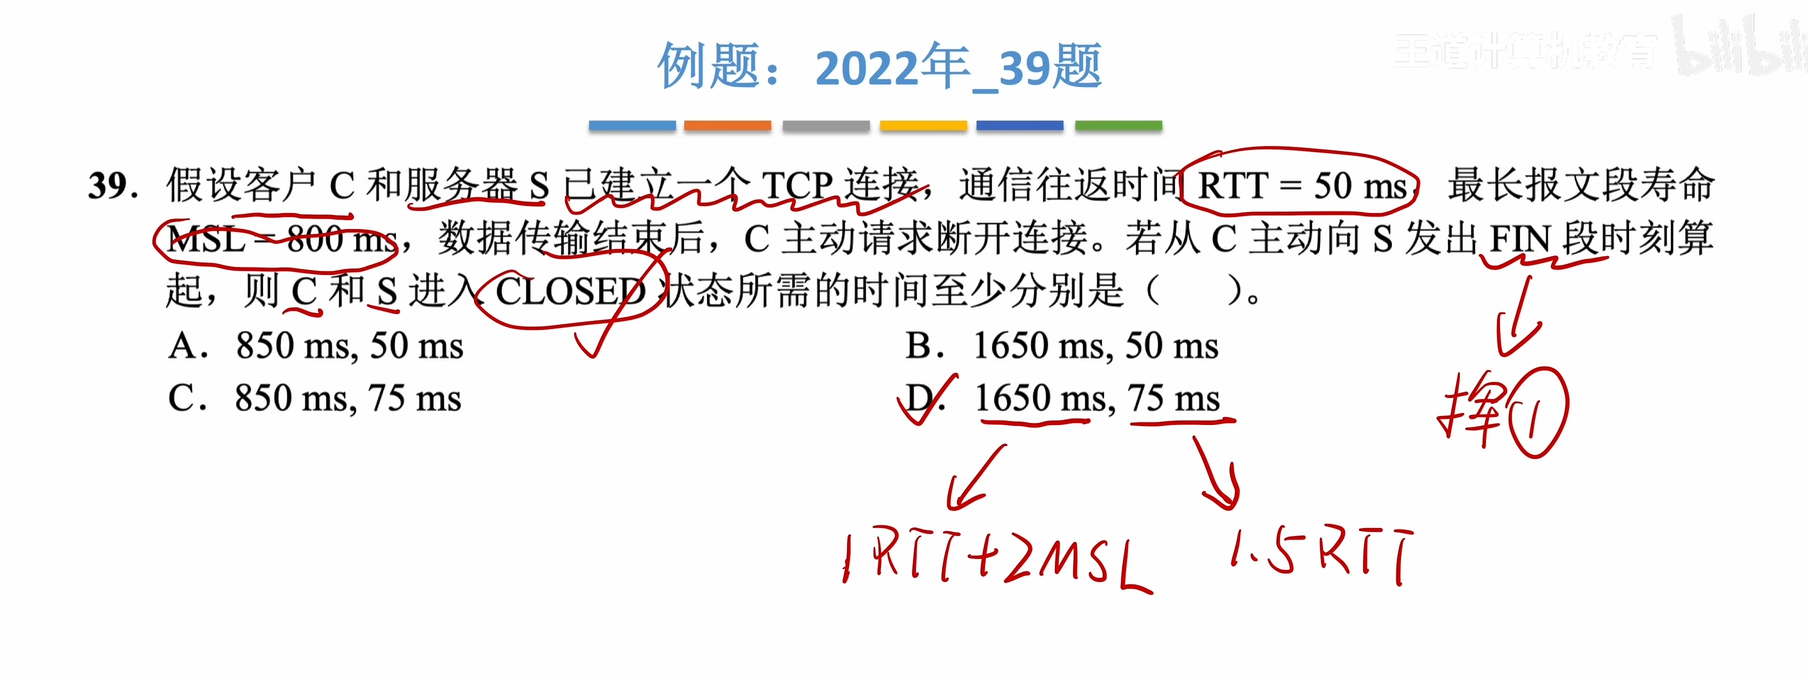 王道计算机教育 bilibili
例题：2022年_39题
39．假设客户 C 和服务器 S 已建立一个 TCP 连接，通信往返时间 RTT = 50 ms，最长报文段寿命
MSL = 800 ms，数据传输结束后，C 主动请求断开连接。若从 C 主动向 S 发出 FIN 段时刻算
起，则 C 和 S 进入 CLOSED 状态所需的时间至少分别是（　　）。
A．850 ms, 50 ms　B．1650 ms, 50 ms
C．850 ms, 75 ms　D．1650 ms, 75 ms
挥①
1RTT+2MSL　1.5RTT